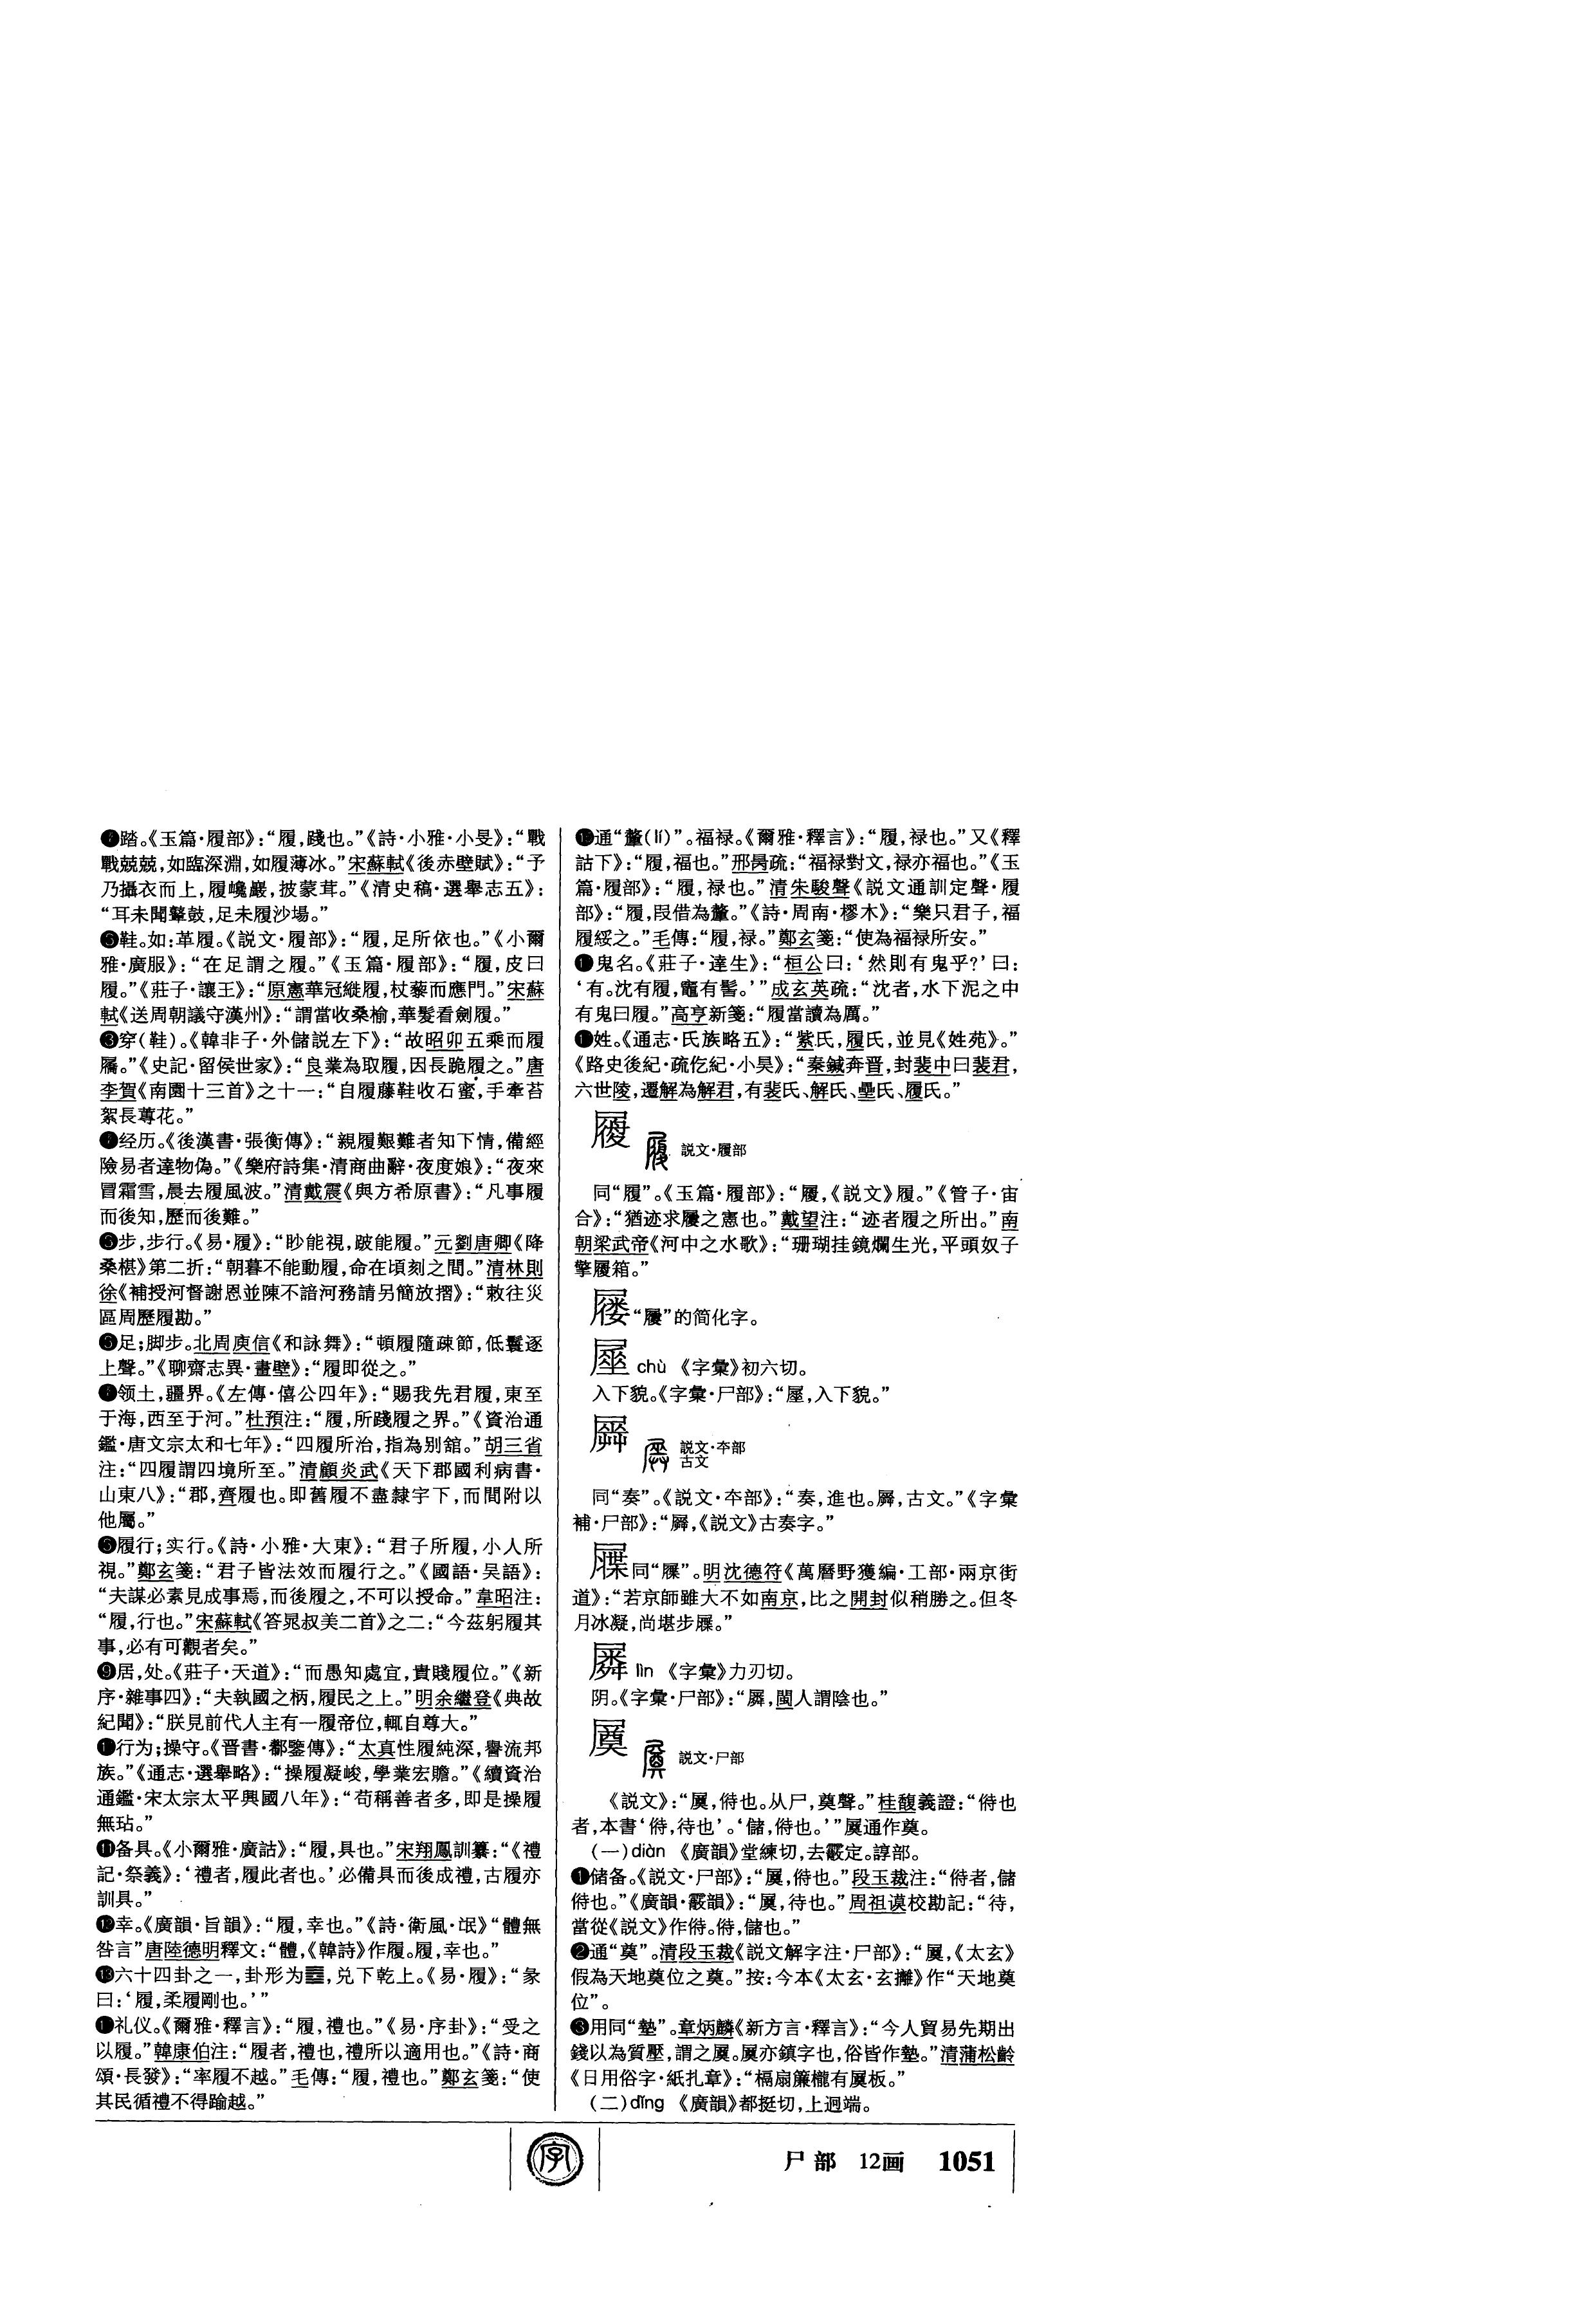 踏。《玉篇·履部》：“履，踐也。”《詩·小雅·小旻》：“戰
戰兢兢，如臨深淵，如履薄冰。”宋蘇軾《後赤壁賦》：“予
乃攝衣而上，履巉巖，披蒙茸。”《清史稿·選舉志五》：
“耳未聞鼙鼓，足未履沙場。”
鞋。如：革履。《説文·履部》：“履，足所依也。”《小爾
雅·廣服》：“在足謂之履。”《玉篇·履部》：“履，皮曰
履。”《莊子·讓王》：“原憲華冠縰履，杖藜而應門。”宋蘇
軾《送周朝議守漢州》：“謂當收桑榆，華髮看劍履。”
❸穿（鞋）。《韓非子·外儲説左下》：“故昭卯五乘而履
屩。”《史記·留侯世家》：“良業為取履，因長跪履之。”唐
李賀《南園十三首》之十一：“自履藤鞋收石蜜，手牽苔
絮長蓴花。”
经历。《後漢書·張衡傳》：“親履艱難者知下情，備經
險易者達物偽。”《樂府詩集·清商曲辭·夜度娘》：“夜來
冒霜雪，晨去履風波。”清戴震《與方希原書》：“凡事履
而後知，歷而後難。”
步，步行。《易·履》：“眇能視，跛能履。”元劉唐卿《降
桑椹》第二折：“朝暮不能動履，命在頃刻之間。”清林則
徐《補授河督謝恩並陳不諳河務請另簡放摺》：“敕往災
區周歷履勘。”
足；脚步。北周庾信《和詠舞》：“頓履隨疎節，低鬟逐
上聲。”《聊齋志異·畫壁》：“履即從之。”
领土，疆界。《左傳·僖公四年》：“賜我先君履，東至
于海，西至于河。”杜預注：“履，所踐履之界。”《資治通
鑑·唐文宗太和七年》：“四履所治，指為别舘。”胡三省
注：“四履謂四境所至。”清顧炎武《天下郡國利病書·
山東八》：“郡，齊履也。即舊履不盡隸宇下，而間附以
他屬。”
履行；实行。《詩·小雅·大東》：“君子所履，小人所
視。”鄭玄箋：“君子皆法效而履行之。”《國語·吴語》：
“夫謀必素見成事焉，而後履之，不可以授命。”韋昭注：
“履，行也。”宋蘇軾《答晁叔美二首》之二：“今茲躬履其
事，必有可觀者矣。”
❾居，处。《莊子·天道》：“而愚知處宜，貴賤履位。”《新
序·雜事四》：“夫執國之柄，履民之上。”明余繼登《典故
紀聞》：“朕見前代人主有一履帝位，輒自尊大。”
行为；操守。《晋書·郗鑒傳》：“太真性履純深，譽流邦
族。”《通志·選舉略》：“操履凝峻，學業宏贍。”《續資治
通鑑·宋太宗太平興國八年》：“苟稱善者多，即是操履
無玷。”
⓫备具。《小爾雅·廣詁》：“履，具也。”宋翔鳳訓纂：“《禮
記·祭義》：‘禮者，履此者也。’必備具而後成禮，古履亦
訓具。”
⓬幸。《廣韻·旨韻》：“履，幸也。”《詩·衛風·氓》“體無
咎言”唐陸德明釋文：“體，《韓詩》作履。履，幸也。”
⓭六十四卦之一，卦形为䷉，兑下乾上。《易·履》：“彖
曰：‘履，柔履剛也。’”
礼仪。《爾雅·釋言》：“履，禮也。”《易·序卦》：“受之
以履。”韓康伯注：“履者，禮也，禮所以適用也。”《詩·商
頌·長發》：“率履不越。”毛傳：“履，禮也。”鄭玄箋：“使
其民循禮不得踰越。”
通“釐（lí）”。福禄。《爾雅·釋言》：“履，禄也。”又《釋
詁下》：“履，福也。”邢昺疏：“福禄對文，禄亦福也。”《玉
篇·履部》：“履，禄也。”清朱駿聲《説文通訓定聲·履
部》：“履，叚借為釐。”《詩·周南·樛木》：“樂只君子，福
履綏之。”毛傳：“履，禄。”鄭玄箋：“使為福禄所安。”
鬼名。《莊子·達生》：“桓公曰：‘然則有鬼乎？’曰：
‘有。沈有履，竈有髻。’”成玄英疏：“沈者，水下泥之中
有鬼曰履。”高亨新箋：“履當讀為厲。”
姓。《通志·氏族略五》：“紫氏，履氏，並見《姓苑》。”
《路史後紀·疏仡紀·小昊》：“秦鍼奔晋，封裴中曰裴君，
六世陵，遷解為解君，有裴氏、解氏、壘氏、履氏。”
説文·履部
同“履”。《玉篇·履部》：“，《説文》履。”《管子·宙
合》：“猶迹求屨之憲也。”戴望注：“迹者履之所出。”南
朝梁武帝《河中之水歌》：“珊瑚挂鏡爛生光，平頭奴子
擎履箱。”
屦“屨”的简化字。
chù 《字彙》初六切。
入下貌。《字彙·尸部》：“，入下貌。”
説文·夲部
古文
同“奏”。《説文·夲部》：“奏，進也。，古文。”《字彙
補·尸部》：“，《説文》古奏字。”
同“屧”。明沈德符《萬曆野獲編·工部·兩京街
道》：“若京師雖大不如南京，比之開封似稍勝之。但冬
月冰凝，尚堪步。”
lìn 《字彙》力刃切。
阴。《字彙·尸部》：“，閩人謂陰也。”
説文·尸部
《説文》：“，偫也。从尸，奠聲。”桂馥義證：“偫也
者，本書‘偫，待也’。‘儲，偫也。’”通作奠。
（一）diàn 《廣韻》堂練切，去霰定。諄部。
❶储备。《説文·尸部》：“，偫也。”段玉裁注：“偫者，儲
偫也。”《廣韻·霰韻》：“，待也。”周祖谟校勘記：“待，
當從《説文》作偫。偫，儲也。”
❷通“奠”。清段玉裁《説文解字注·尸部》：“，《太玄》
假為天地奠位之奠。”按：今本《太玄·玄攡》作“天地奠
位”。
❸用同“墊”。章炳麟《新方言·釋言》：“今人貿易先期出
錢以為質壓，謂之。亦鎮字也，俗皆作墊。”清蒲松齡
《日用俗字·紙扎章》：“槅扇簾櫳有板。”
（二）dǐng 《廣韻》都挺切，上迥端。
字
尸部 12画 1051